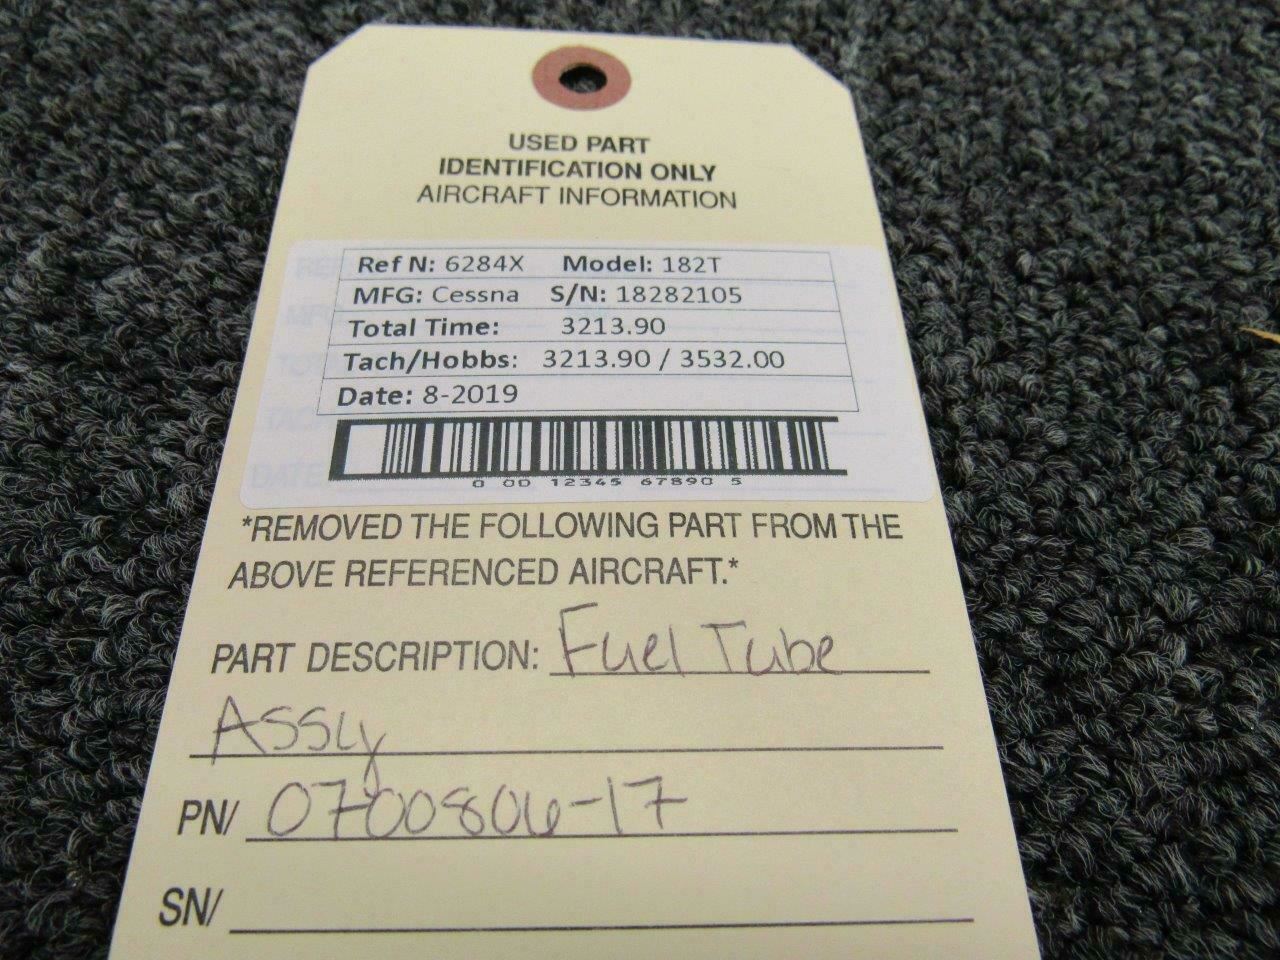 USED PART
IDENTIFICATION ONLY
AIRCRAFT INFORMATION
Ref N: 6284X Model: 182T
MFG: Cessna S/N: 18282105
Total Time: 3213.90
Tach/Hobbs: 3213.90 / 3532.00
Date: 8-2019
0 00 12345 67890 5
*REMOVED THE FOLLOWING PART FROM THE
ABOVE REFERENCED AIRCRAFT.*
PART DESCRIPTION: Fuel Tube
Assly
PN/ 0700806-17
SN/